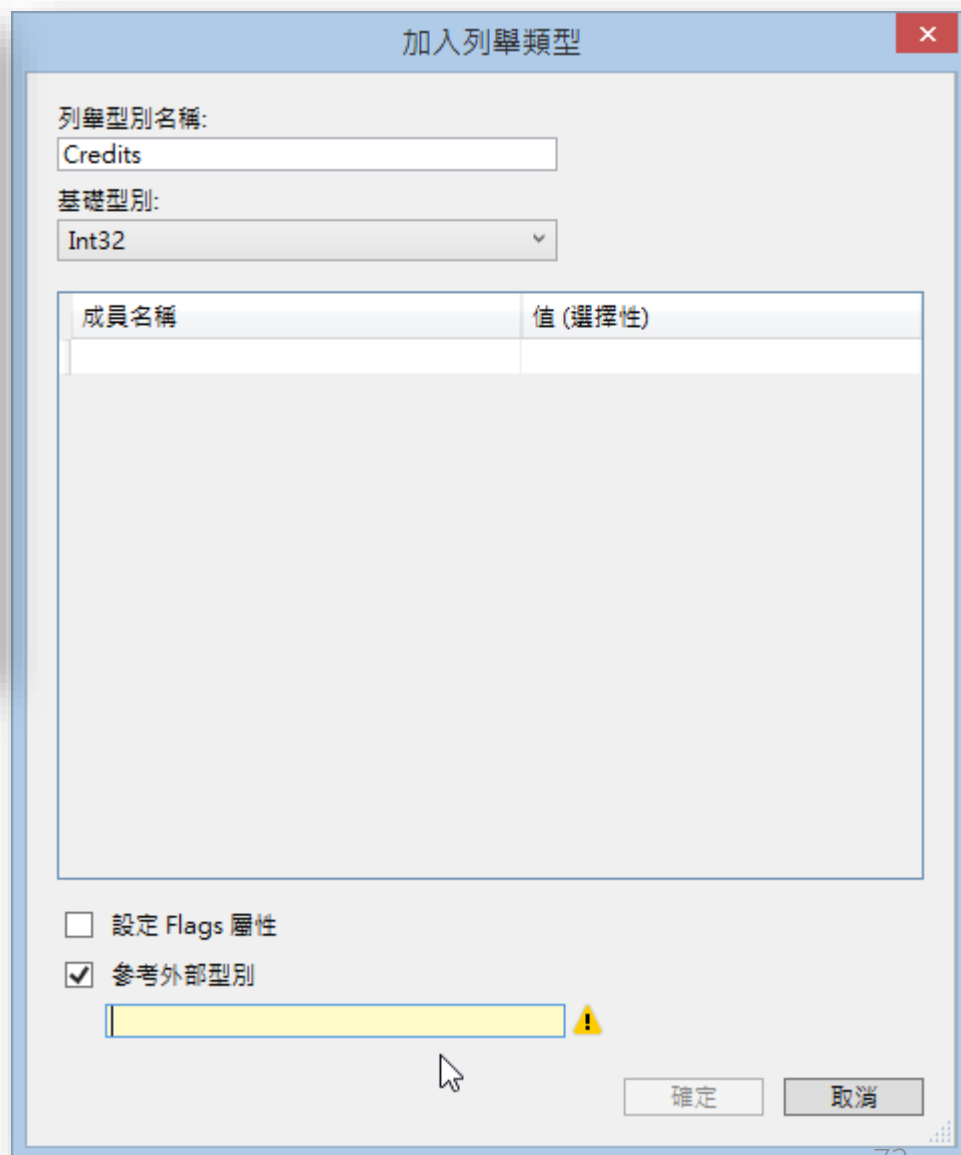 加入列舉類型
列舉型別名稱:
Credits
基礎型別:
Int32
成員名稱 值 (選擇性)
設定 Flags 屬性
參考外部型別
確定 取消